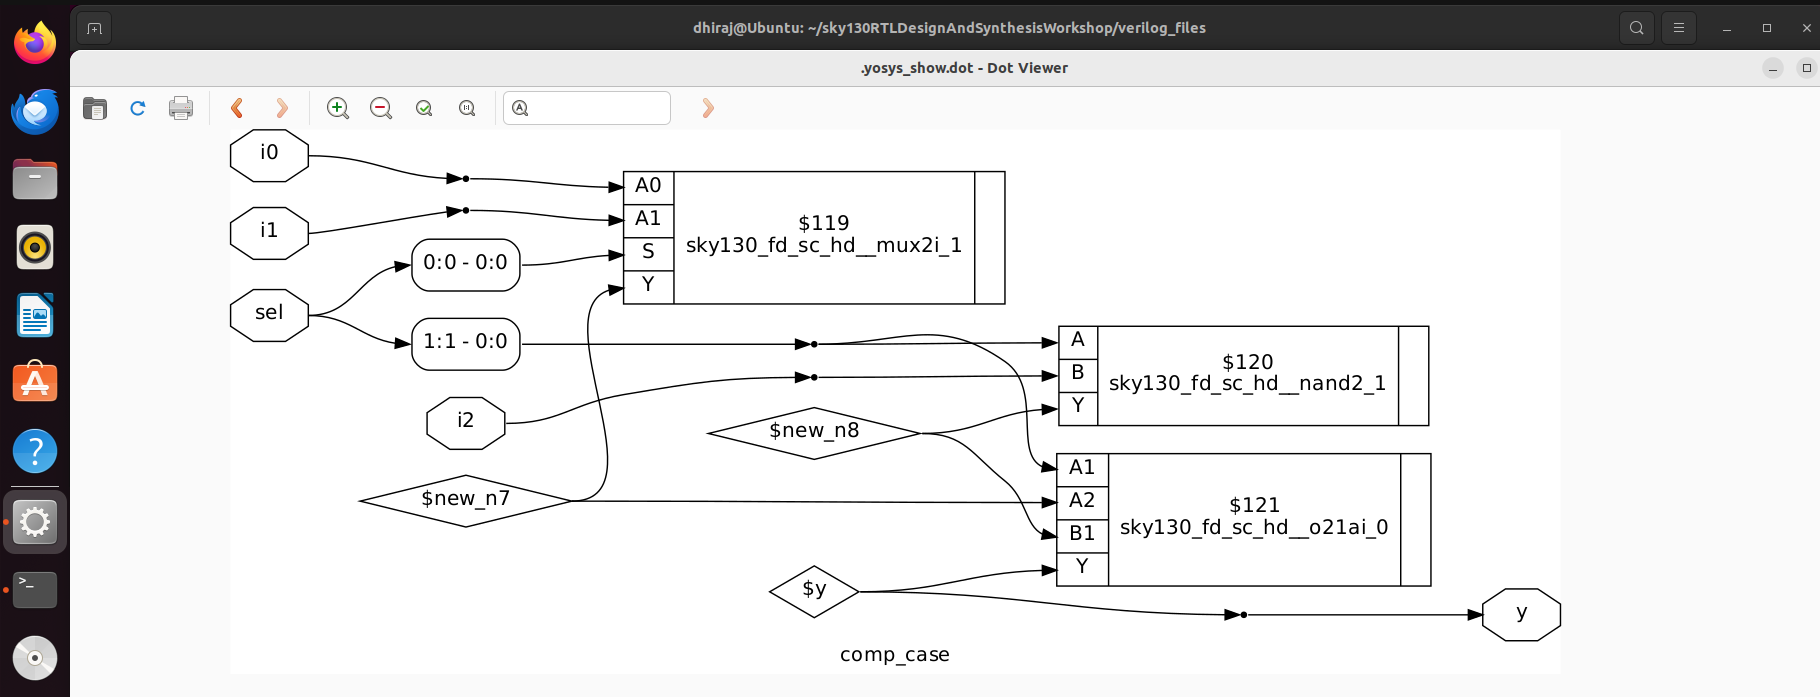 dhiraj@Ubuntu: ~/sky130RTLDesignAndSynthesisWorkshop/verilog_files
.yosys_show.dot - Dot Viewer
i0
i1
sel
0:0 - 0:0
1:1 - 0:0
i2
$new_n7
$new_n8
$y
A0
A1
S
Y
$119
sky130_fd_sc_hd__mux2i_1
A
B
Y
$120
sky130_fd_sc_hd__nand2_1
A1
A2
B1
Y
$121
sky130_fd_sc_hd__o21ai_0
y
comp_case